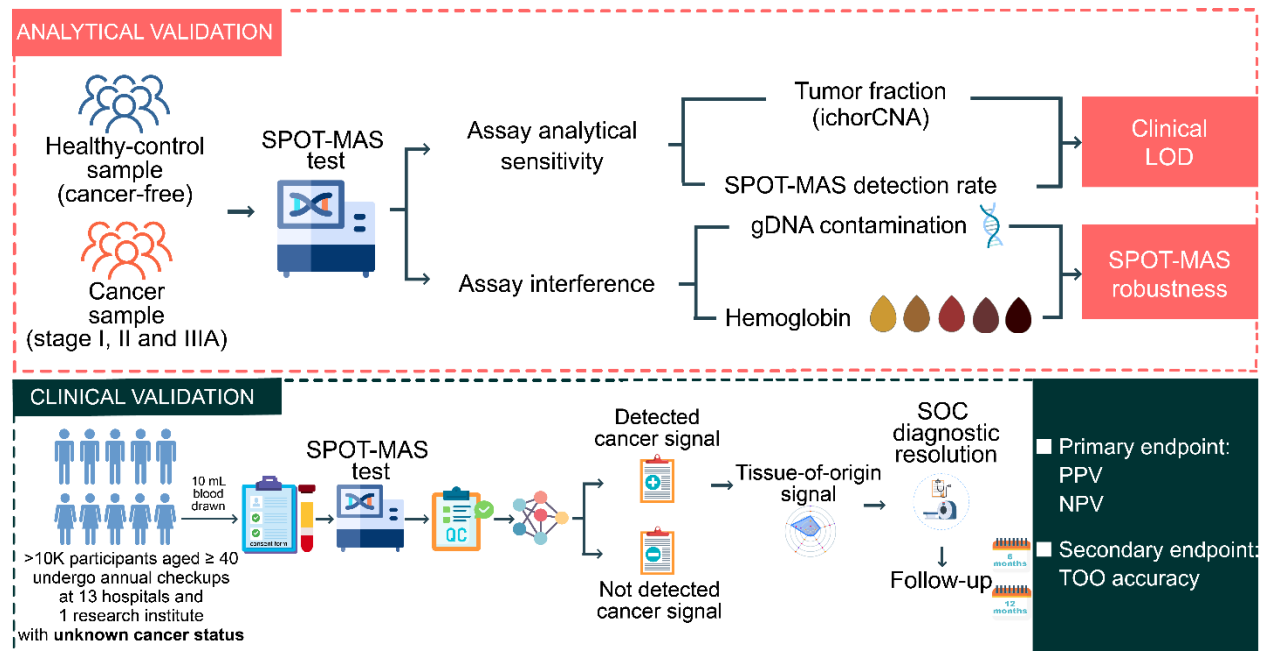 ANALYTICAL VALIDATION
Healthy-control
sample
(cancer-free)
Cancer
sample
(stage I, II and IIIA)
SPOT-MAS
test
Assay analytical
sensitivity
Assay interference
Tumor fraction
(ichorCNA)
SPOT-MAS detection rate
gDNA contamination
Hemoglobin
Clinical
LOD
SPOT-MAS
robustness
CLINICAL VALIDATION
>10K participants aged ≥ 40
undergo annual checkups
at 13 hospitals and
1 research institute
with unknown cancer status
10 mL
blood
drawn
consent form
SPOT-MAS
test
QC
Detected
cancer signal
Not detected
cancer signal
Tissue-of-origin
signal
SOC
diagnostic
resolution
Follow-up
6
months
12
months
■ Primary endpoint:
PPV
NPV
■ Secondary endpoint:
TOO accuracy